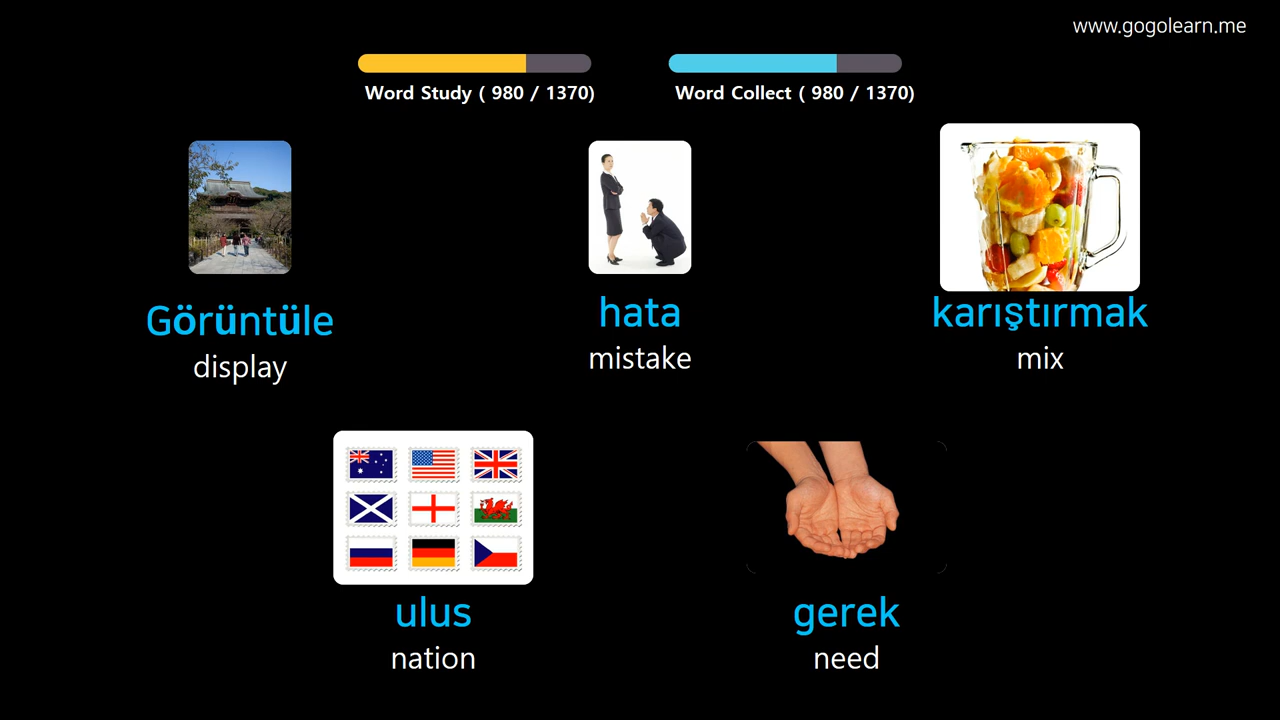 www.gogolearn.me
Word Study ( 980 / 1370)
Word Collect ( 980 / 1370)
Görüntüle
display
hata
mistake
karıştırmak
mix
ulus
nation
gerek
need